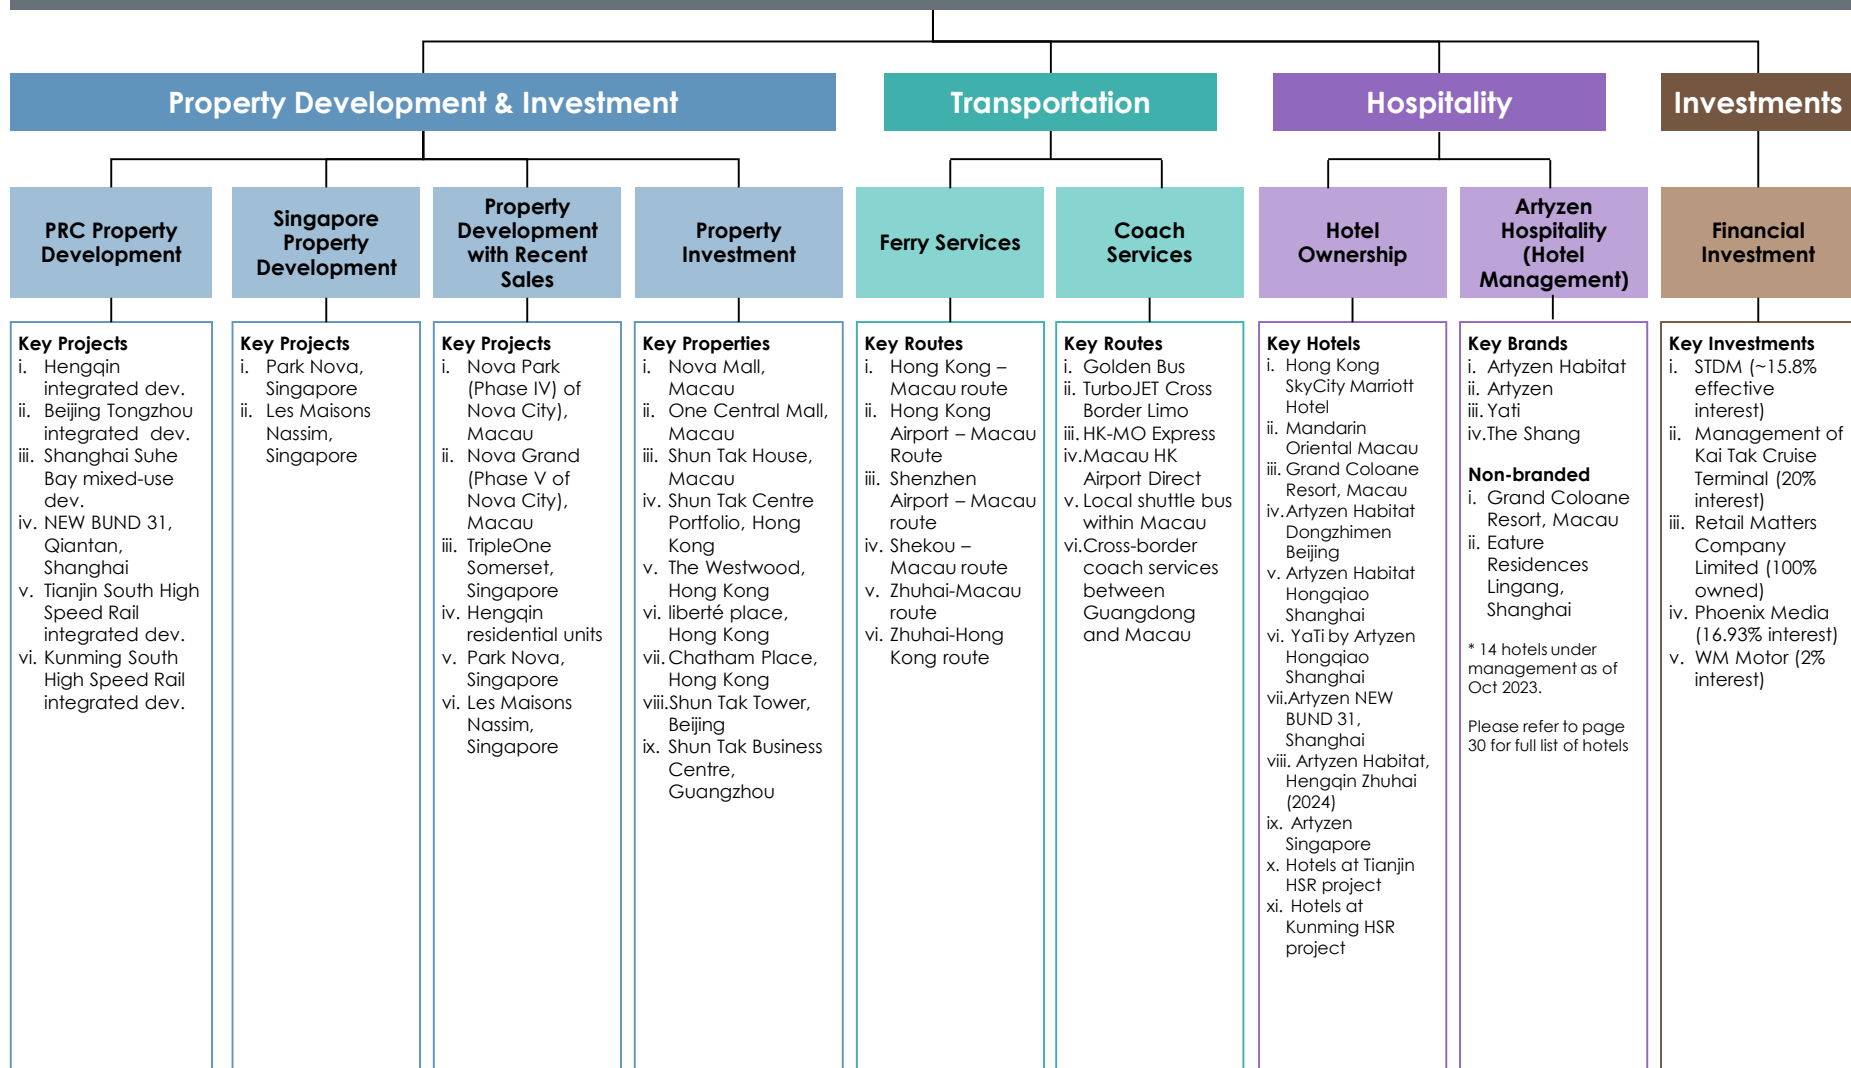 Property Development & Investment
Transportation
Hospitality
Investments
PRC Property
Development
Singapore
Property
Development
Property
Development
with Recent
Sales
Property
Investment
Ferry Services
Coach
Services
Hotel
Ownership
Artyzen
Hospitality
(Hotel
Management)
Financial
Investment
Key Projects
i. Hengqin
integrated dev.
ii. Beijing Tongzhou
integrated dev.
iii. Shanghai Suhe
Bay mixed-use
dev.
iv. NEW BUND 31,
Qiantan,
Shanghai
v. Tianjin South High
Speed Rail
integrated dev.
vi. Kunming South
High Speed Rail
integrated dev.
Key Projects
i. Park Nova,
Singapore
ii. Les Maisons
Nassim,
Singapore
Key Projects
i. Nova Park
(Phase IV) of
Nova City),
Macau
ii. Nova Grand
(Phase V of
Nova City),
Macau
iii. TripleOne
Somerset,
Singapore
iv. Hengqin
residential units
v. Park Nova,
Singapore
vi. Les Maisons
Nassim,
Singapore
Key Properties
i. Nova Mall,
Macau
ii. One Central Mall,
Macau
iii. Shun Tak House,
Macau
iv. Shun Tak Centre
Portfolio, Hong
Kong
v. The Westwood,
Hong Kong
vi. liberté place,
Hong Kong
vii. Chatham Place,
Hong Kong
viii.Shun Tak Tower,
Beijing
ix. Shun Tak Business
Centre,
Guangzhou
Key Routes
i. Hong Kong –
Macau route
ii. Hong Kong
Airport – Macau
Route
iii. Shenzhen
Airport – Macau
route
iv. Shekou –
Macau route
v. Zhuhai-Macau
route
vi. Zhuhai-Hong
Kong route
Key Routes
i. Golden Bus
ii. TurboJET Cross
Border Limo
iii. HK-MO Express
iv.Macau HK
Airport Direct
v. Local shuttle bus
within Macau
vi.Cross-border
coach services
between
Guangdong
and Macau
Key Hotels
i. Hong Kong
SkyCity Marriott
Hotel
ii. Mandarin
Oriental Macau
iii. Grand Coloane
Resort, Macau
iv.Artyzen Habitat
Dongzhimen
Beijing
v. Artyzen Habitat
Hongqiao
Shanghai
vi. YaTi by Artyzen
Hongqiao
Shanghai
vii.Artyzen NEW
BUND 31,
Shanghai
viii. Artyzen Habitat,
Hengqin Zhuhai
(2024)
ix. Artyzen
Singapore
x. Hotels at Tianjin
HSR project
xi. Hotels at
Kunming HSR
project
Key Brands
i. Artyzen Habitat
ii. Artyzen
iii. Yati
iv.The Shang
Non-branded
i. Grand Coloane
Resort, Macau
ii. Eature
Residences
Lingang,
Shanghai
* 14 hotels under
management as of
Oct 2023.
Please refer to page
30 for full list of hotels
Key Investments
i. STDM (~15.8%
effective
interest)
ii. Management of
Kai Tak Cruise
Terminal (20%
interest)
iii. Retail Matters
Company
Limited (100%
owned)
iv. Phoenix Media
(16.93% interest)
v. WM Motor (2%
interest)